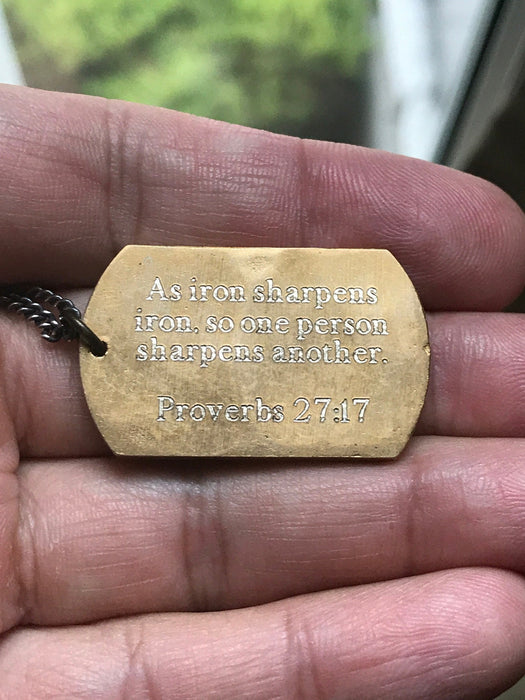 As iron sharpens
iron, so one person
sharpens another.
Proverbs 27:17